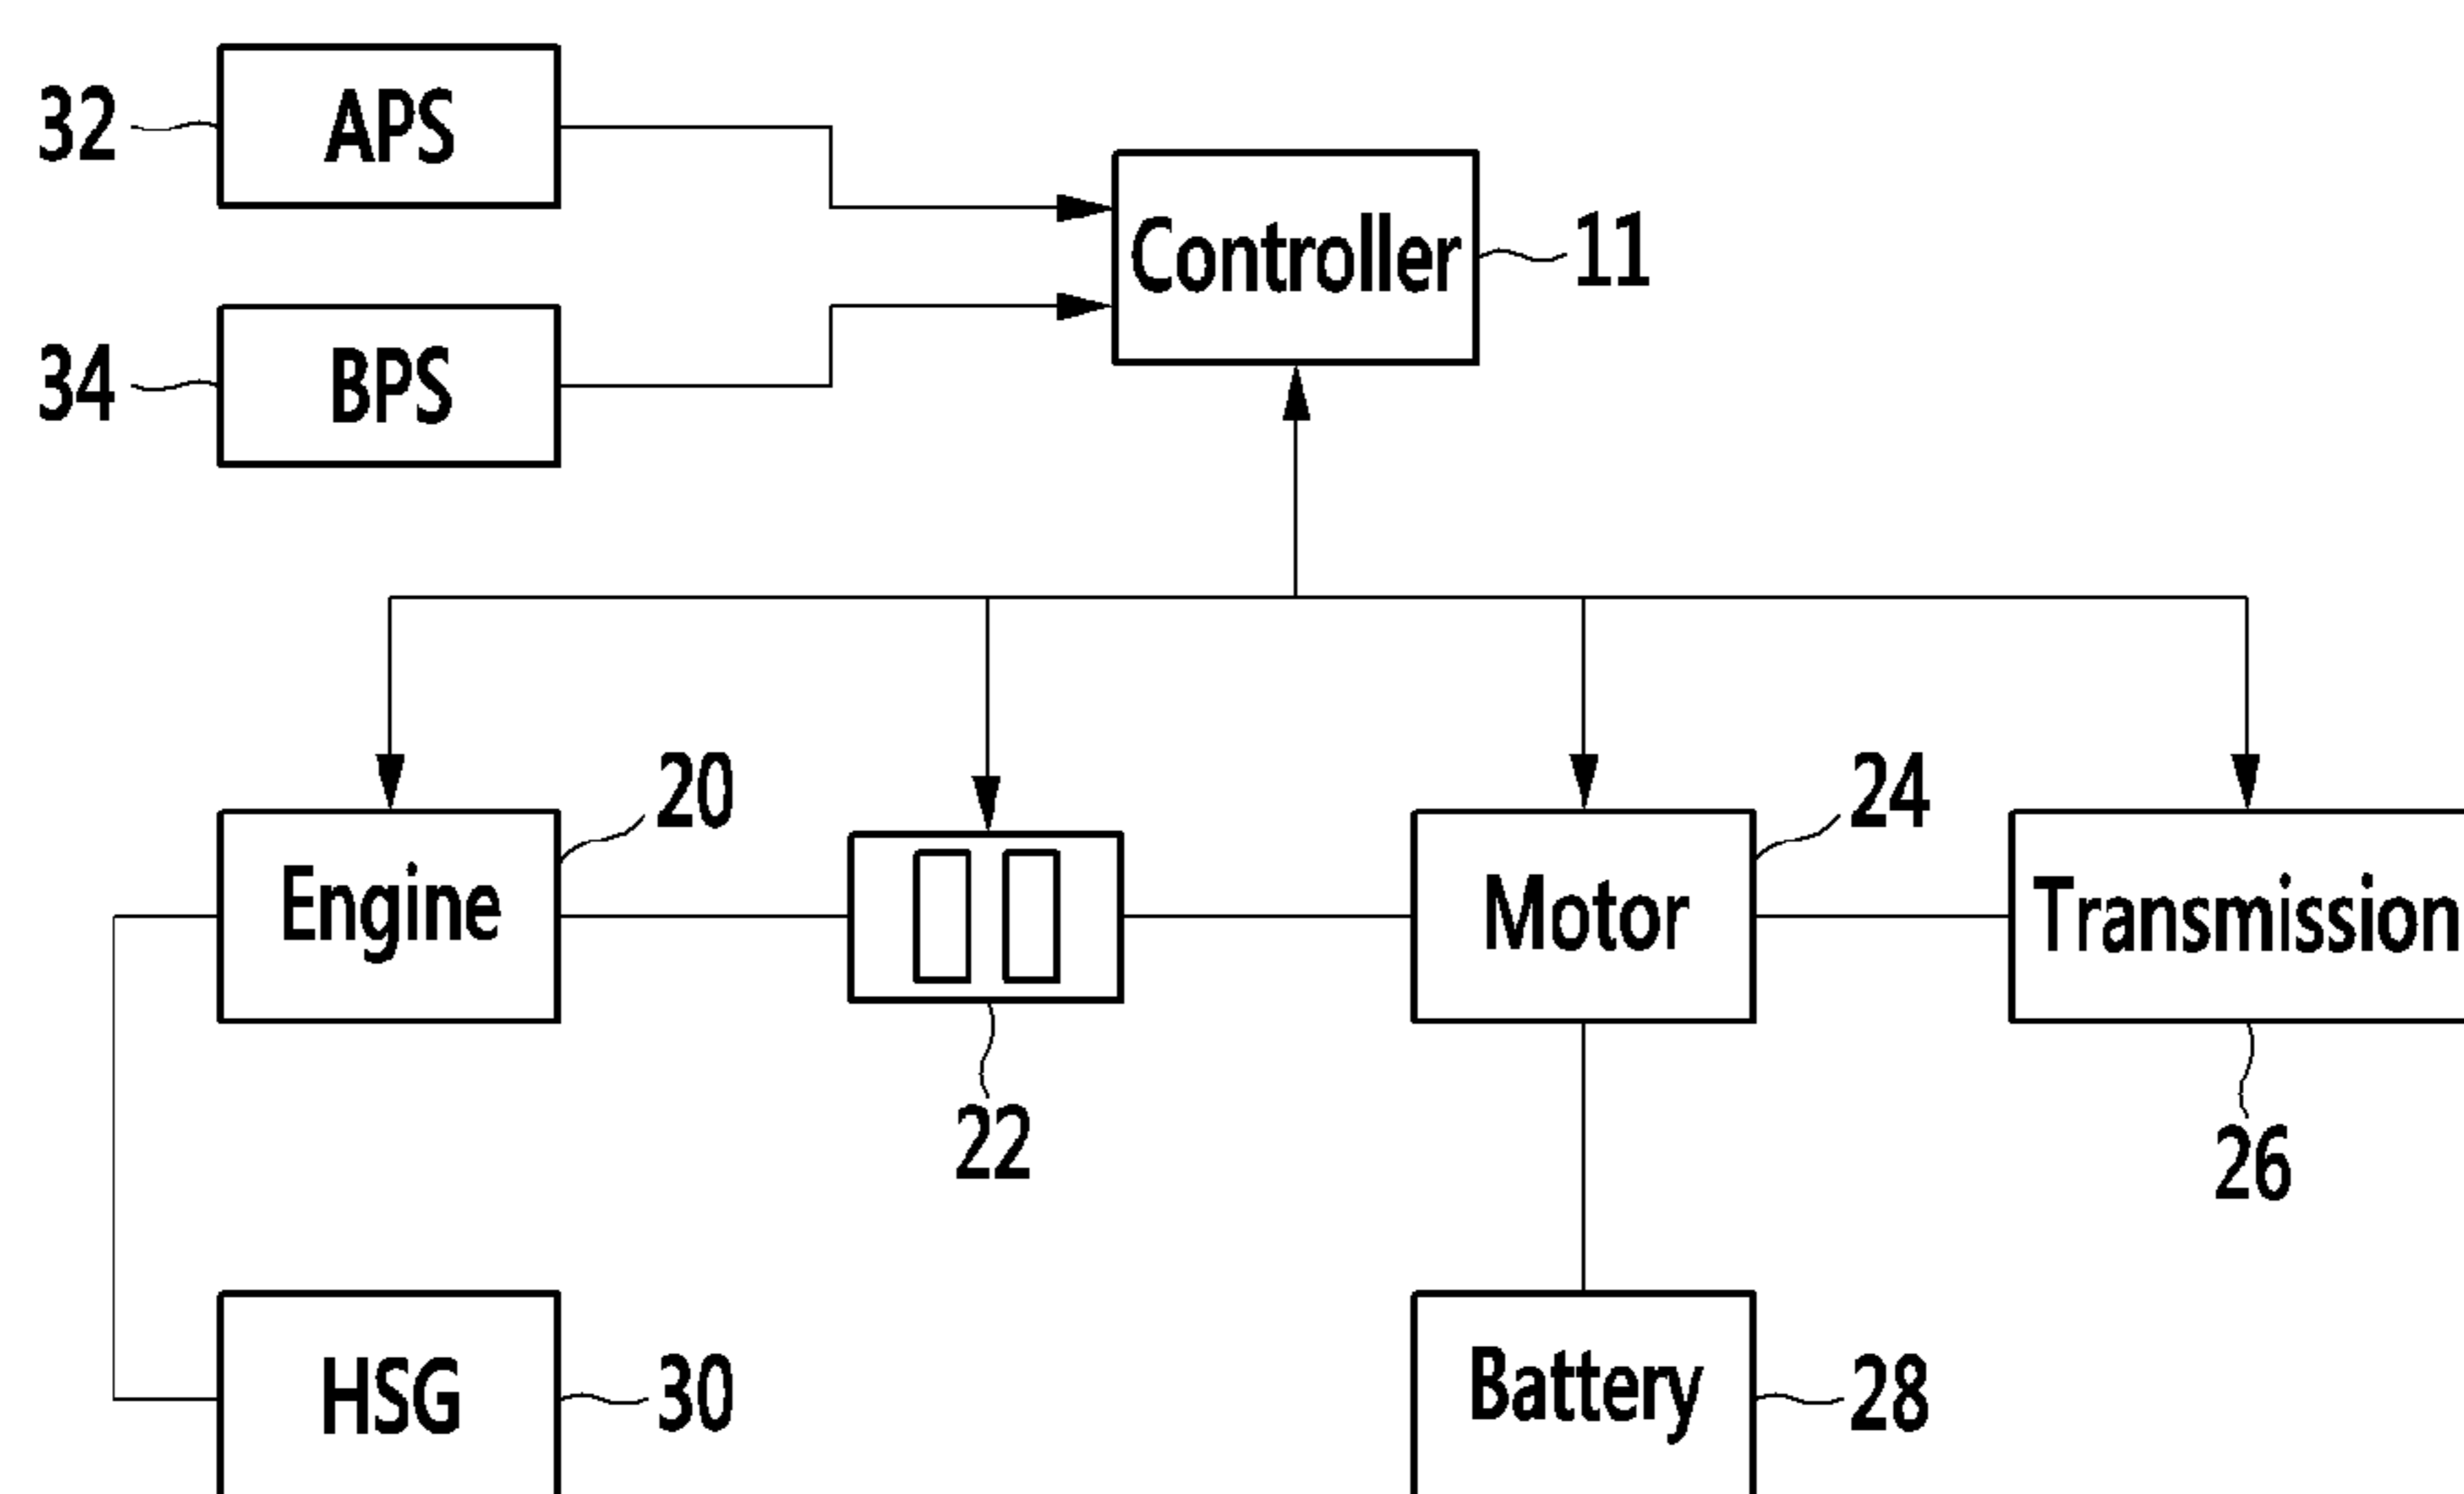 32
APS
Controller
11
34
BPS
20
24
Engine
Motor
Transmission
22
26
HSG
30
Battery
28